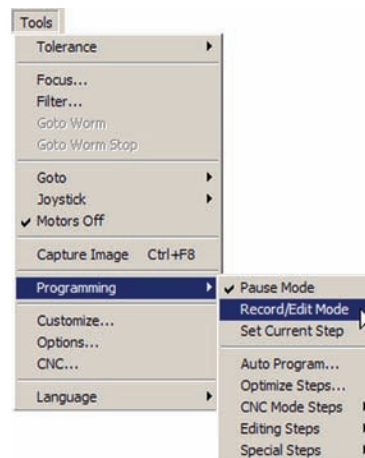 Tools
Tolerance
Focus...
Filter...
Goto Worm
Goto Worm Stop
Goto
Joystick
Motors Off
Capture Image Ctrl+F8
Programming
Customize...
Options...
CNC...
Language
Pause Mode
Record/Edit Mode
Set Current Step
Auto Program...
Optimize Steps...
CNC Mode Steps
Editing Steps
Special Steps